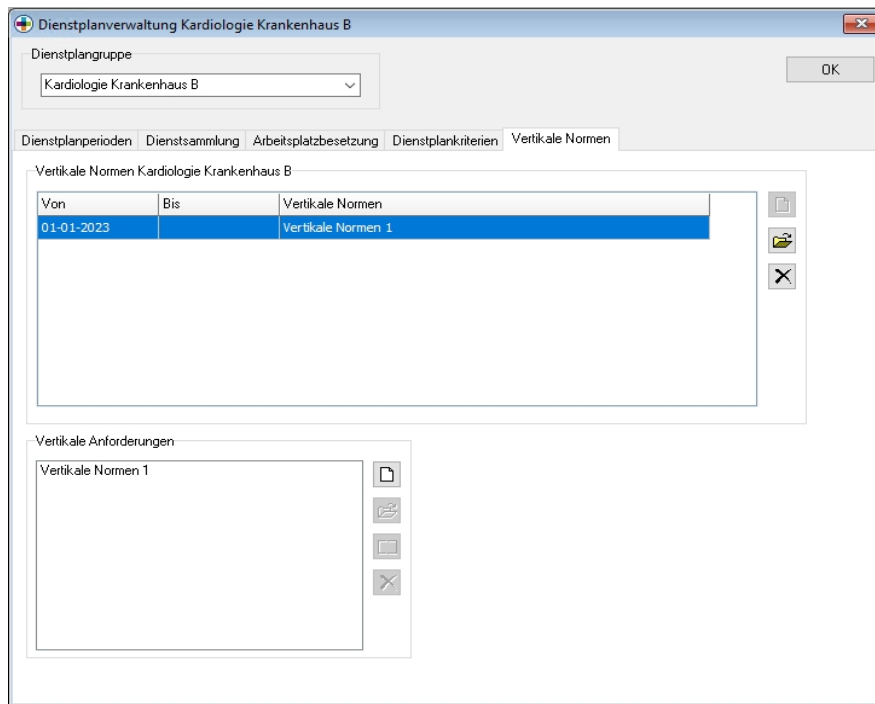 Dienstplanverwaltung Kardiologie Krankenhaus B
Dienstplangruppe
Kardiologie Krankenhaus B
OK
Dienstplanperioden Dienstsammlung Arbeitsplatzbesetzung Dienstplankriterien Vertikale Normen
Vertikale Normen Kardiologie Krankenhaus B
Von Bis Vertikale Normen
01-01-2023 Vertikale Normen 1
Vertikale Anforderungen
Vertikale Normen 1